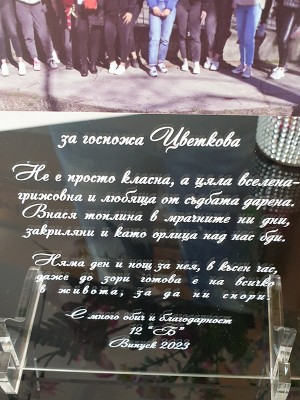 за госпожа Цветкова
Не е просто класна, а цяла вселена-
грижовна и любяща от съдбата дарена.
Внася топлина в мрачните ни дни,
закриляни и като орлица над нас бди.
Няма ден и нощ за нея, в късен час,
даже до зори готова е на всичко
в живота, за да ни спори!
С много обич и благодарност
12 "Б"
Випуск 2023